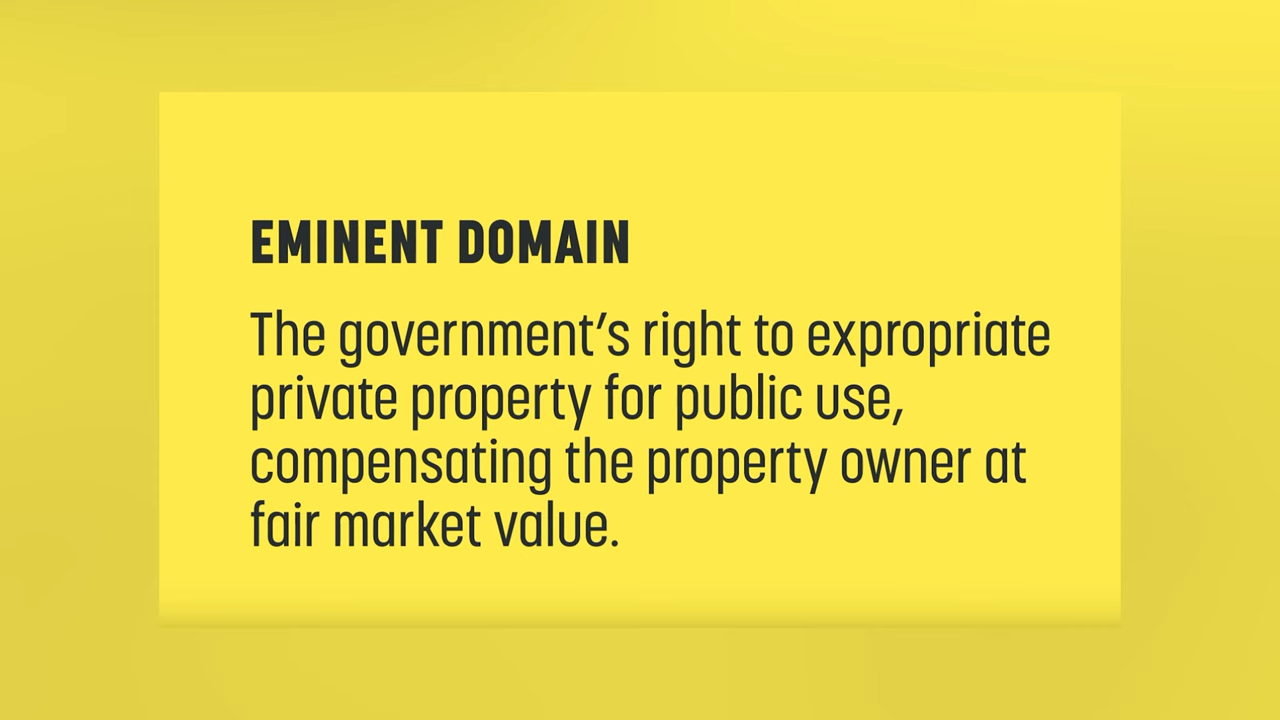 EMINENT DOMAIN
The government’s right to expropriate
private property for public use,
compensating the property owner at
fair market value.